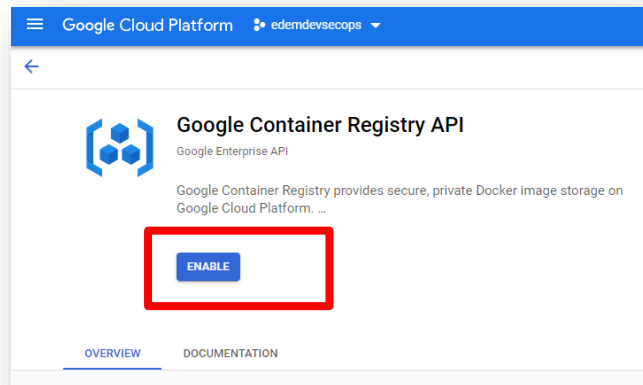 Google Cloud Platform edemdevsecops
Google Container Registry API
Google Enterprise API
Google Container Registry provides secure, private Docker image storage on
Google Cloud Platform. ...
ENABLE
OVERVIEW DOCUMENTATION